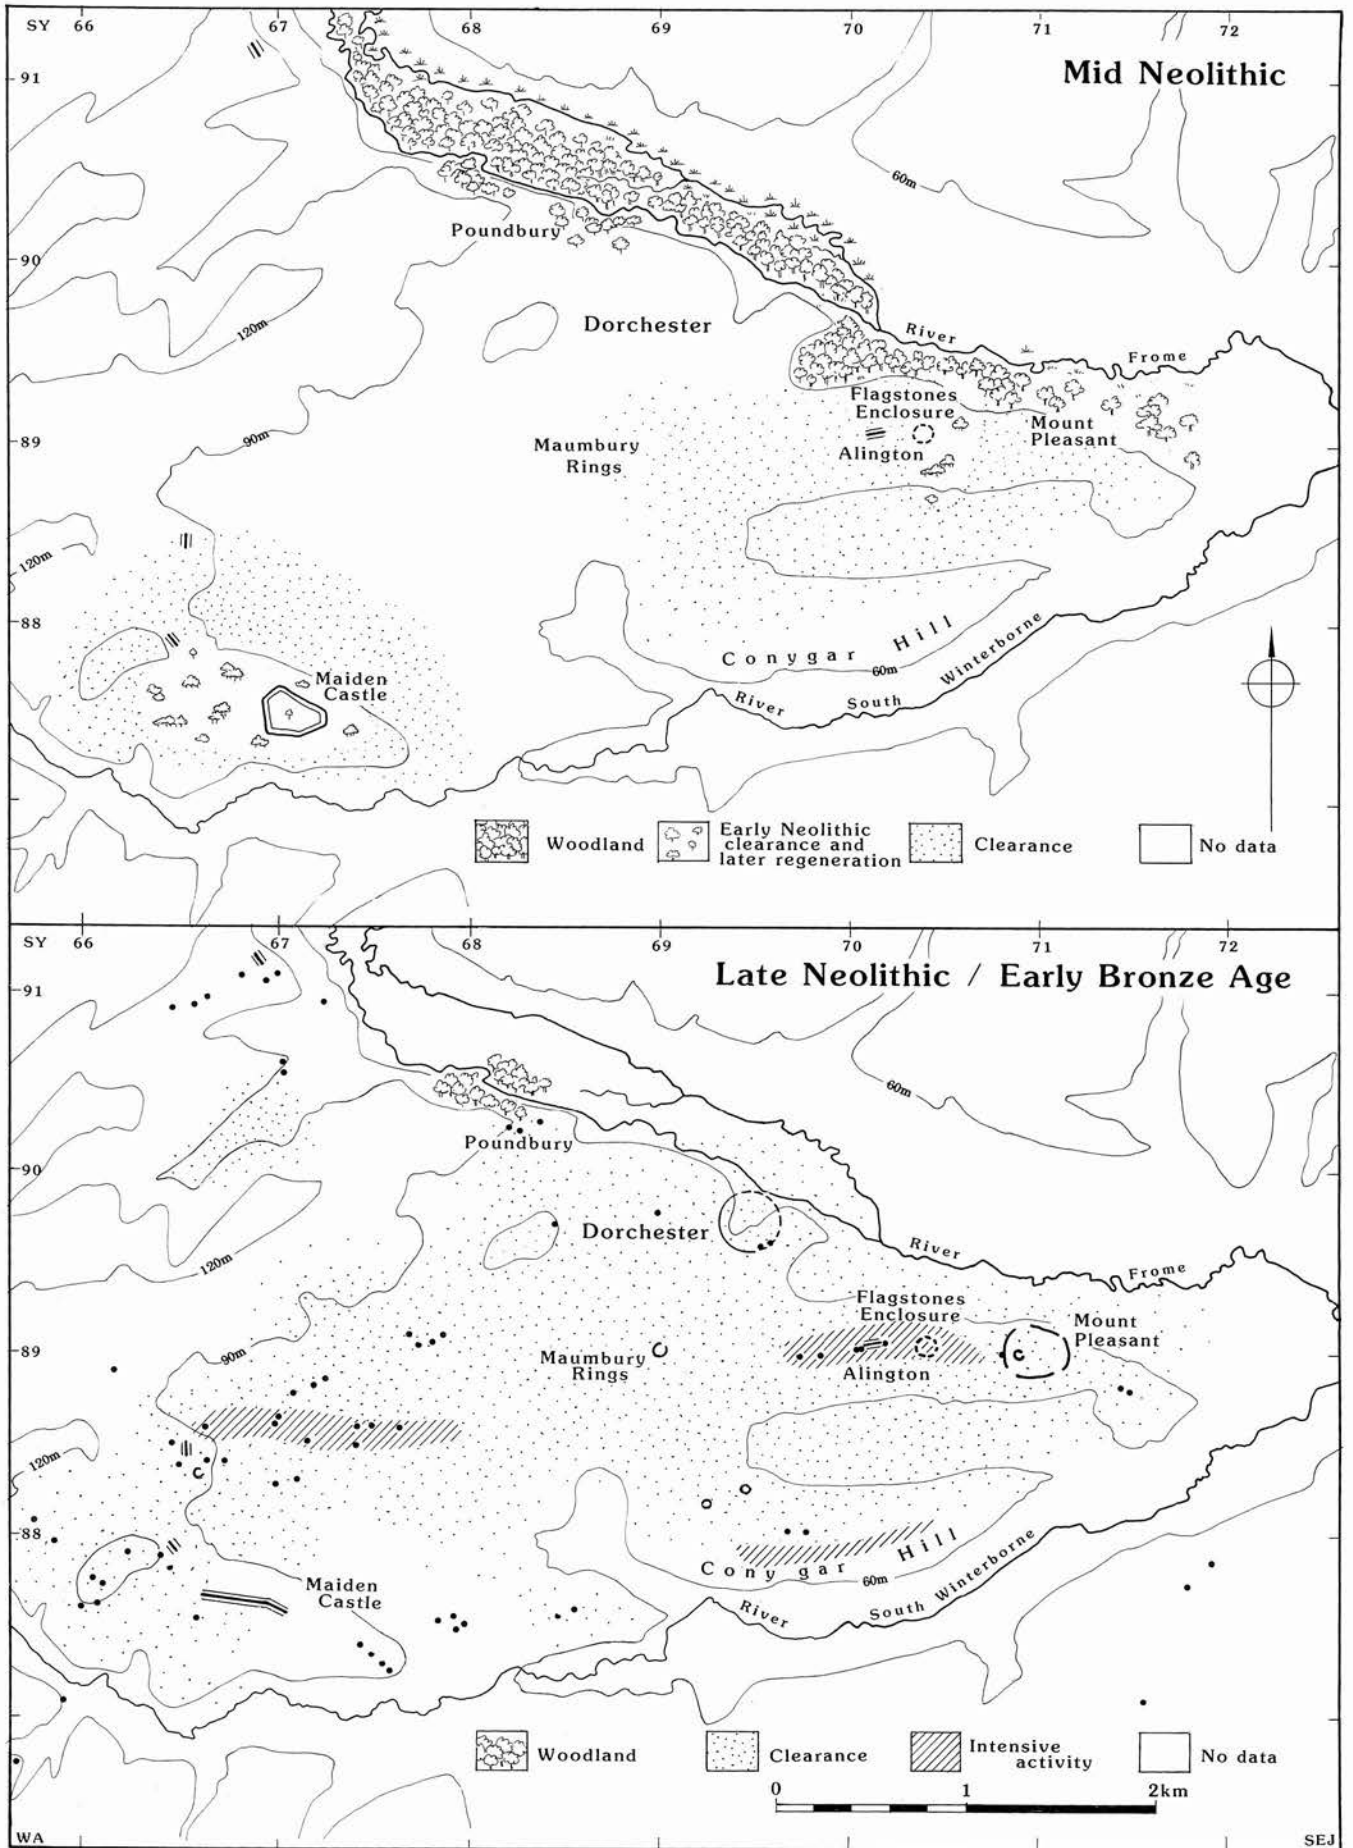 SY 66 67 68 69 70 71 72
Mid Neolithic
91
60m
Poundbury
90
120m
Dorchester
River
Frome
Flagstones
Enclosure
90m
89
Maumbury
Rings
Mount
Pleasant
Alington
120m
88
Conygar Hill
60m
Maiden
Castle
River South Winterborne
Woodland
Early Neolithic
clearance and
later regeneration
Clearance
No data
SY 66 67 68 69 70 71 72
Late Neolithic / Early Bronze Age
91
60m
Poundbury
90
Dorchester
120m
River
Frome
Flagstones
Enclosure
Mount
Pleasant
90m
89
Maumbury
Rings
Alington
120m
88
Conygar Hill
60m
Maiden
Castle
River South Winterborne
Woodland
Clearance
Intensive
activity
No data
0 1 2km
WA
SEJ